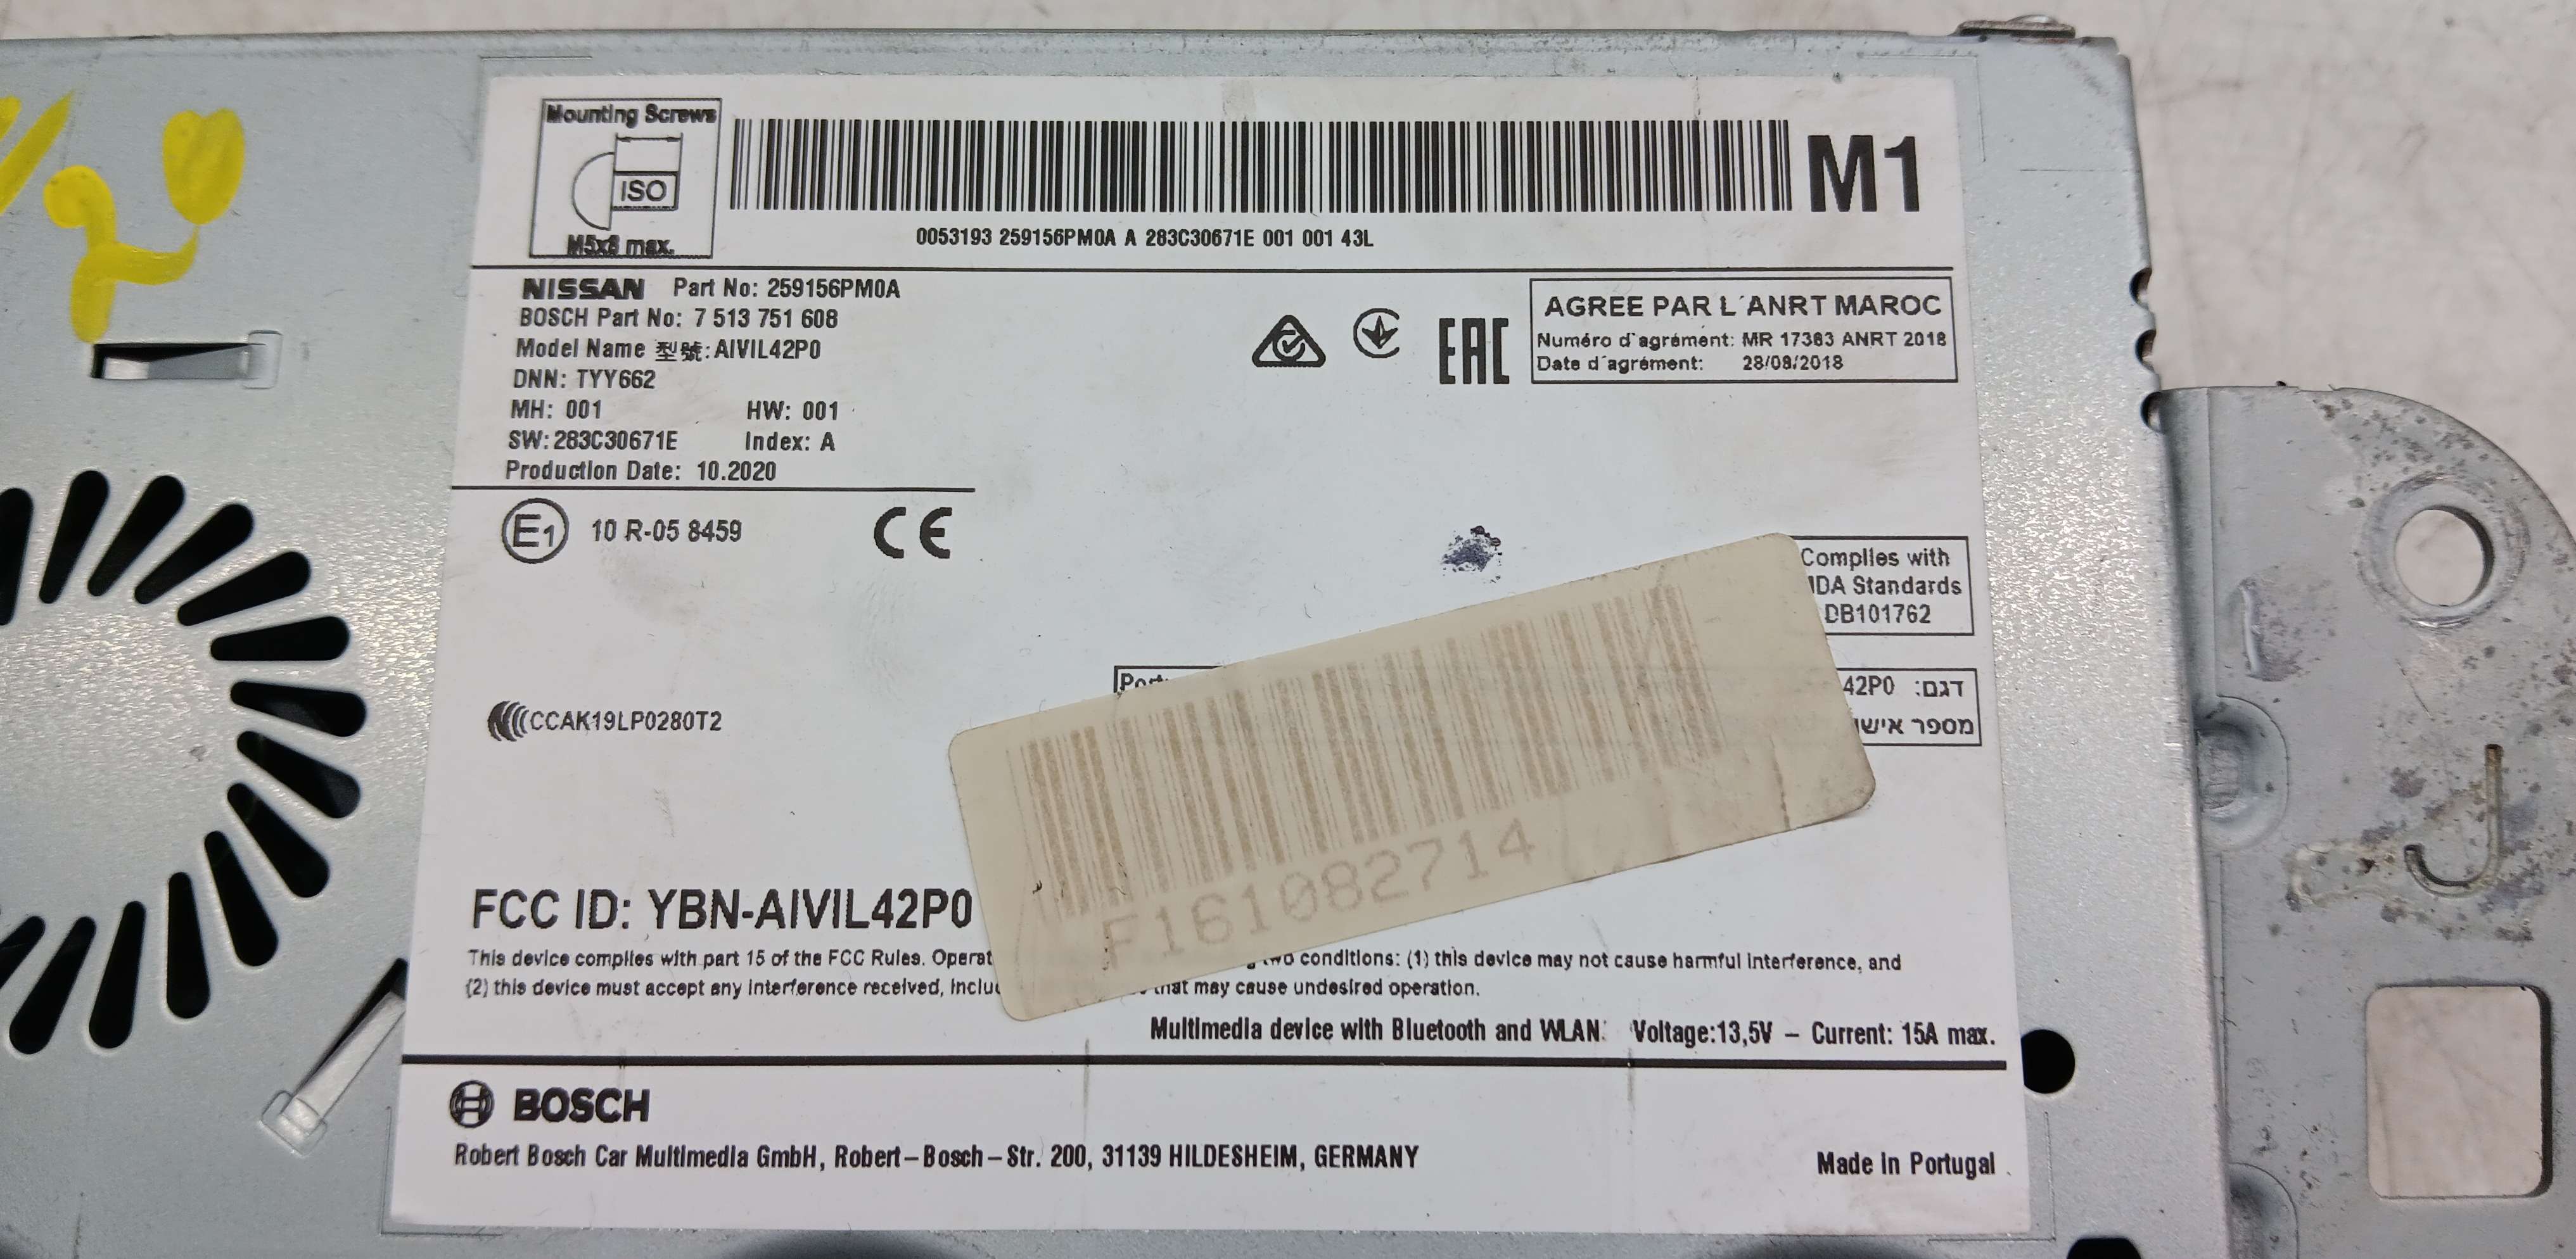 Mounting Screws
ISO
M5x8 max.
M1
0053193 259156PM0A A 283C30671E 001 001 43L
NISSAN Part No: 259156PM0A
BOSCH Part No: 7 513 751 608
Model Name 型號: AIVIL42P0
DNN: TYY662
MH: 001 HW: 001
SW: 283C30671E Index: A
Production Date: 10.2020
EAC
AGREE PAR L´ANRT MAROC
Numéro d´agrément: MR 17383 ANRT 2018
Date d´agrément: 28/08/2018
E1 10 R-05 8459 CE
Complies with
Standards
DB101762
42P0 :דגם
מספר
CCAK19LP0280T2
F161082714
FCC ID: YBN-AIVIL42P0
This device complies with part 15 of the FCC Rules. two conditions: (1) this device may not cause harmful interference, and
(2) this device must accept any interference received, that may cause undesired operation.
Multimedia device with Bluetooth and WLAN. Voltage:13,5V – Current: 15A max.
BOSCH
Robert Bosch Car Multimedia GmbH, Robert–Bosch–Str. 200, 31139 HILDESHEIM, GERMANY
Made in Portugal